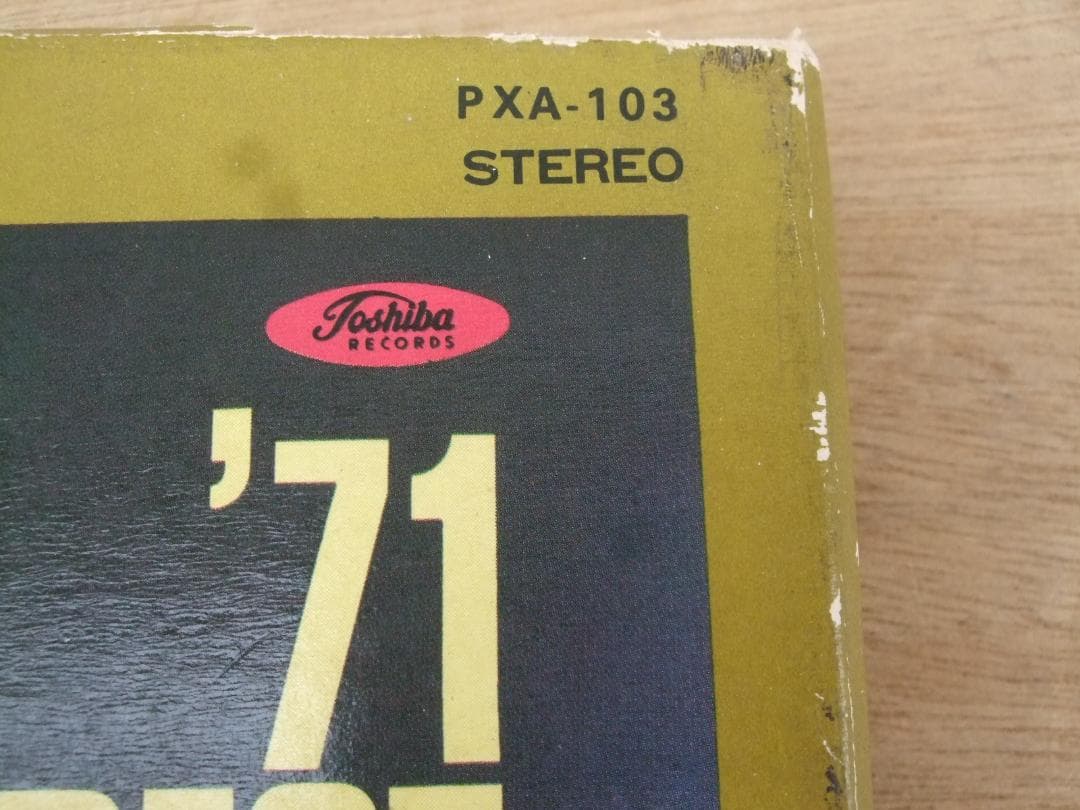 PXA-103
STEREO
Toshiba
RECORDS
'71